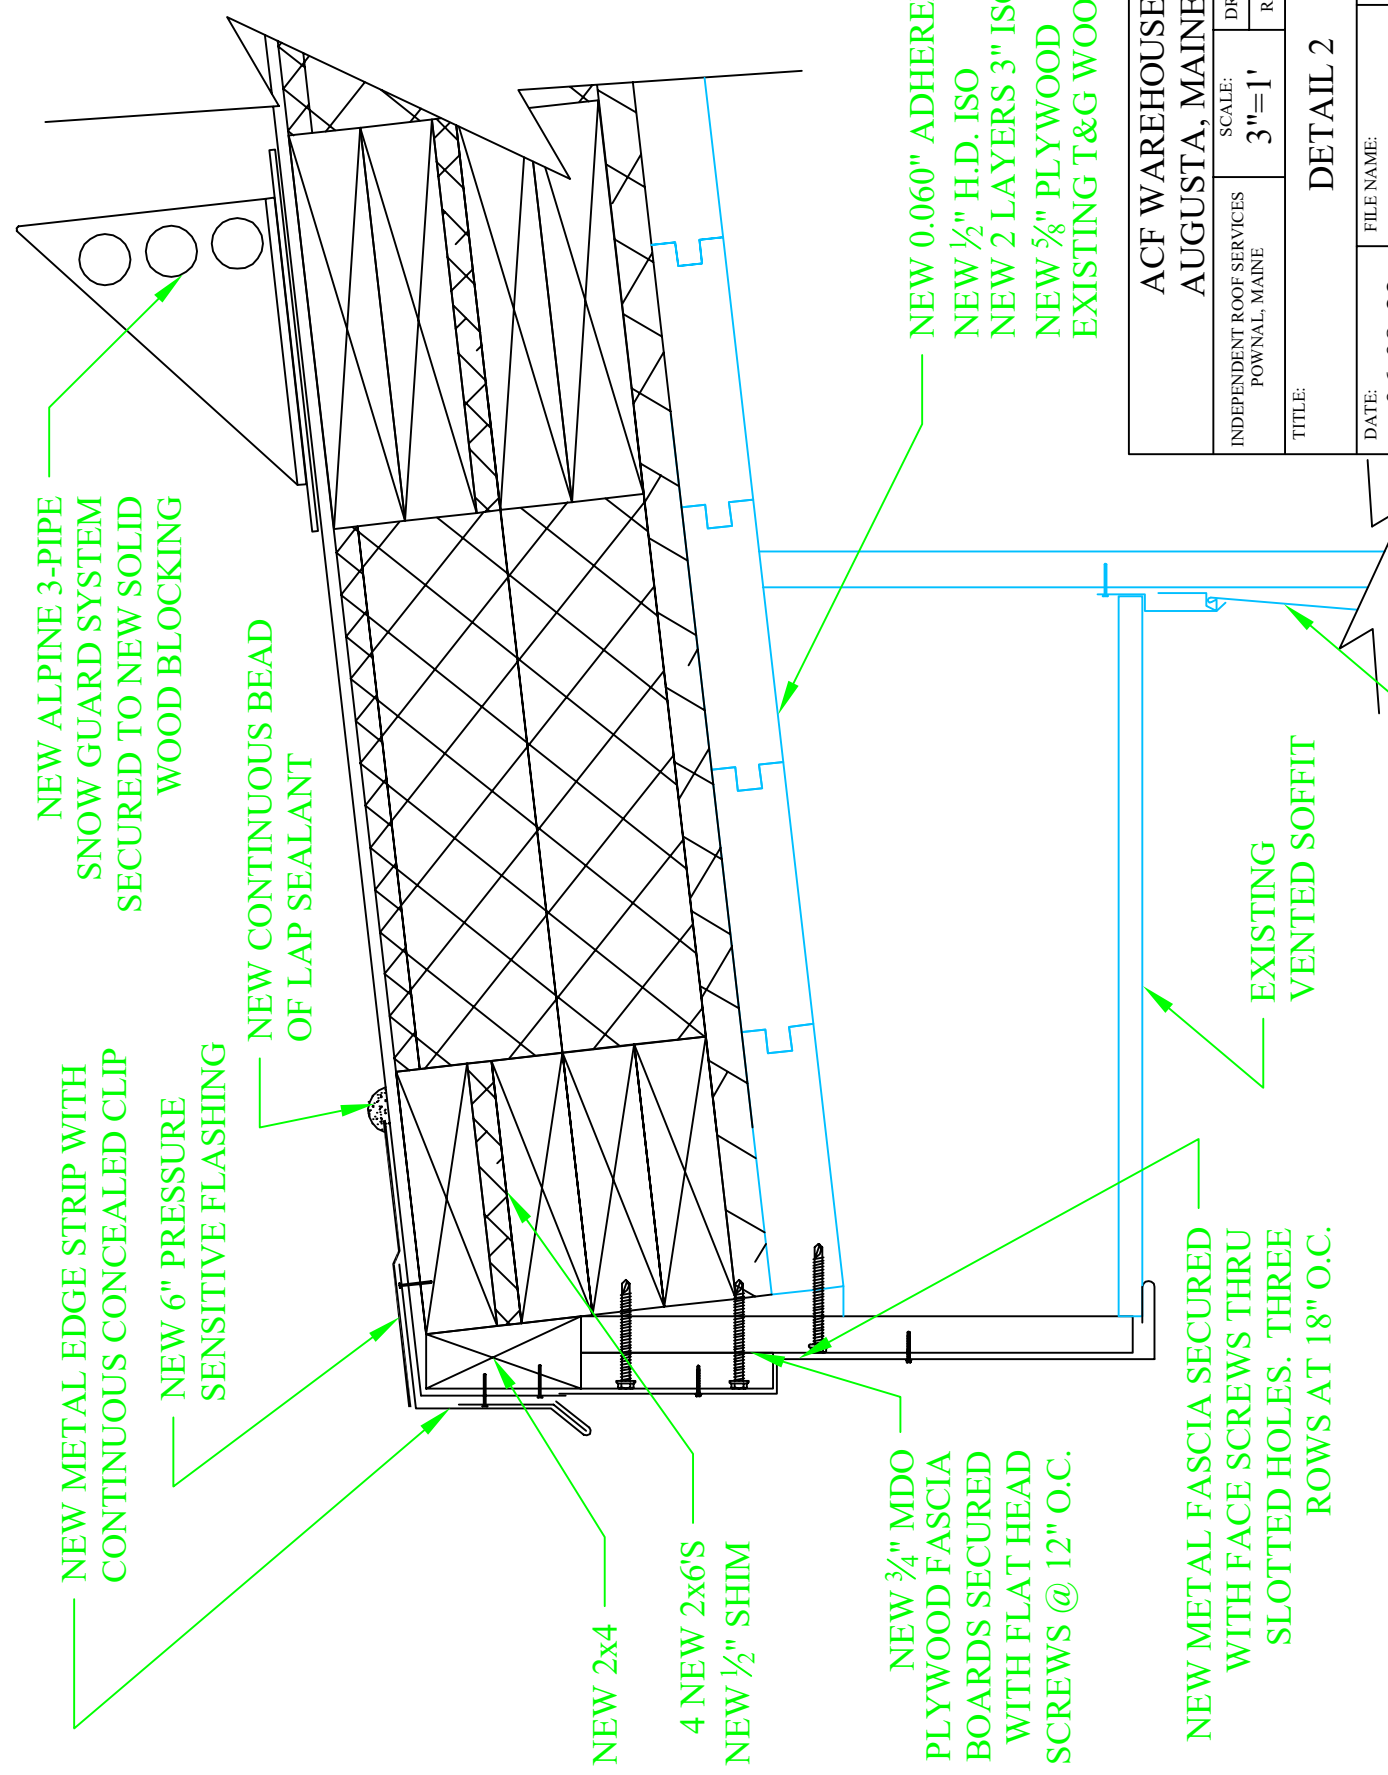 NEW METAL EDGE STRIP WITH
CONTINUOUS CONCEALED CLIP
NEW 6" PRESSURE
SENSITIVE FLASHING
NEW CONTINUOUS BEAD
OF LAP SEALANT
NEW ALPINE 3-PIPE
SNOW GUARD SYSTEM
SECURED TO NEW SOLID
WOOD BLOCKING
NEW 2x4
4 NEW 2x6'S
NEW ½" SHIM
NEW ¾" MDO
PLYWOOD FASCIA
BOARDS SECURED
WITH FLAT HEAD
SCREWS @ 12" O.C.
NEW METAL FASCIA SECURED
WITH FACE SCREWS THRU
SLOTTED HOLES. THREE
ROWS AT 18" O.C.
EXISTING
VENTED SOFFIT
NEW 0.060" ADHERE
NEW ½" H.D. ISO
NEW 2 LAYERS 3" ISO
NEW ⅝" PLYWOOD
EXISTING T&G WOO
ACF WAREHOUSE
AUGUSTA, MAINE
INDEPENDENT ROOF SERVICES
POWNAL, MAINE
SCALE:
3"=1'
DR
R
TITLE:
DETAIL 2
DATE:
FILE NAME: